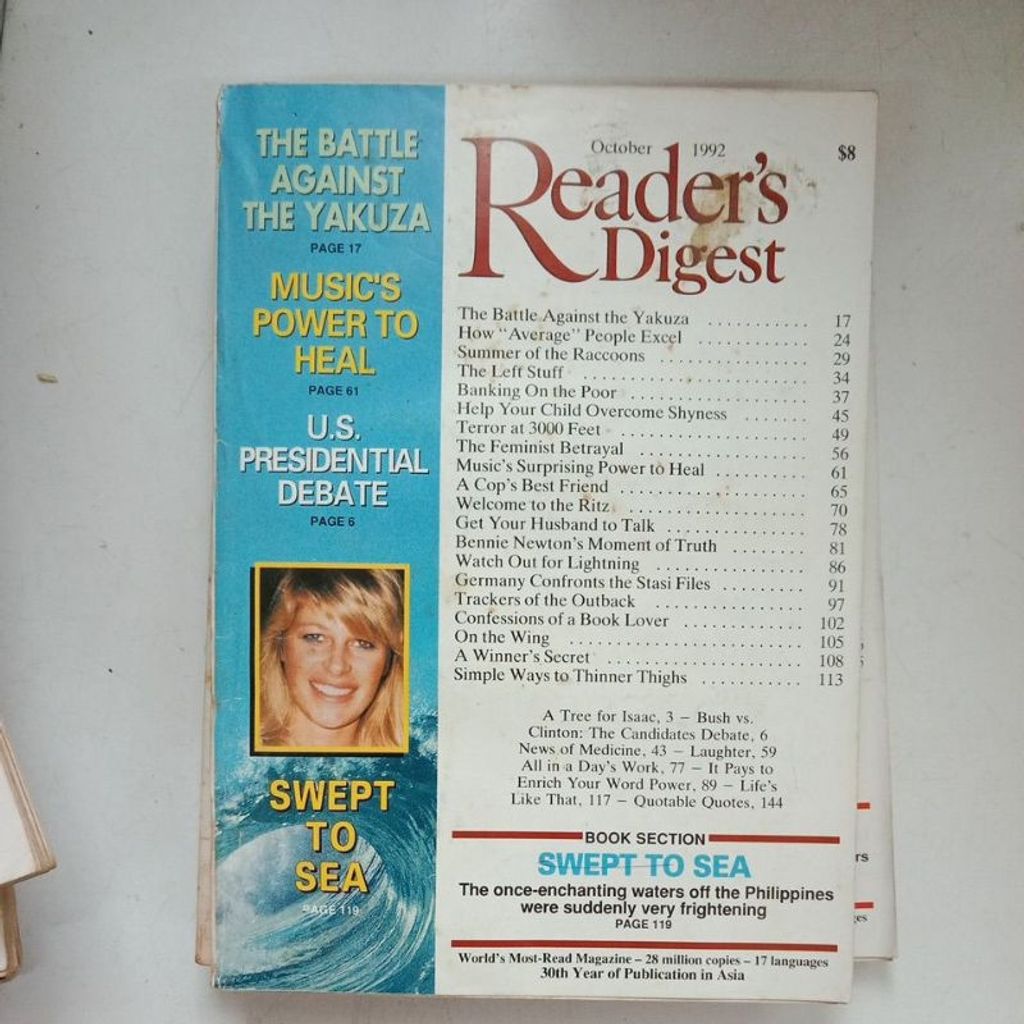 THE BATTLE
AGAINST
THE YAKUZA
PAGE 17
MUSIC'S
POWER TO
HEAL
PAGE 61
U.S.
PRESIDENTIAL
DEBATE
PAGE 6
SWEPT
TO
SEA
PAGE 119
October 1992
$8
Reader's
Digest
The Battle Against the Yakuza ........... 17
How "Average" People Excel ............ 24
Summer of the Raccoons ............... 29
The Left Stuff ....................... 34
Banking On the Poor .................. 37
Help Your Child Overcome Shyness ....... 45
Terror at 3000 Feet ................... 49
The Feminist Betrayal ................. 56
Music's Surprising Power to Heal ......... 61
A Cop's Best Friend ................... 65
Welcome to the Ritz .................. 70
Get Your Husband to Talk .............. 78
Bennie Newton's Moment of Truth ........ 81
Watch Out for Lightning ................ 86
Germany Confronts the Stasi Files ......... 91
Trackers of the Outback ................ 97
Confessions of a Book Lover ............ 102
On the Wing ........................ 105
A Winner's Secret .................... 108
Simple Ways to Thinner Thighs ........... 113
A Tree for Isaac, 3 – Bush vs.
Clinton: The Candidates Debate, 6
News of Medicine, 43 – Laughter, 59
All in a Day's Work, 77 – It Pays to
Enrich Your Word Power, 89 – Life's
Like That, 117 – Quotable Quotes, 144
BOOK SECTION
SWEPT TO SEA
The once-enchanting waters off the Philippines
were suddenly very frightening
PAGE 119
World's Most-Read Magazine – 28 million copies – 17 languages
30th Year of Publication in Asia